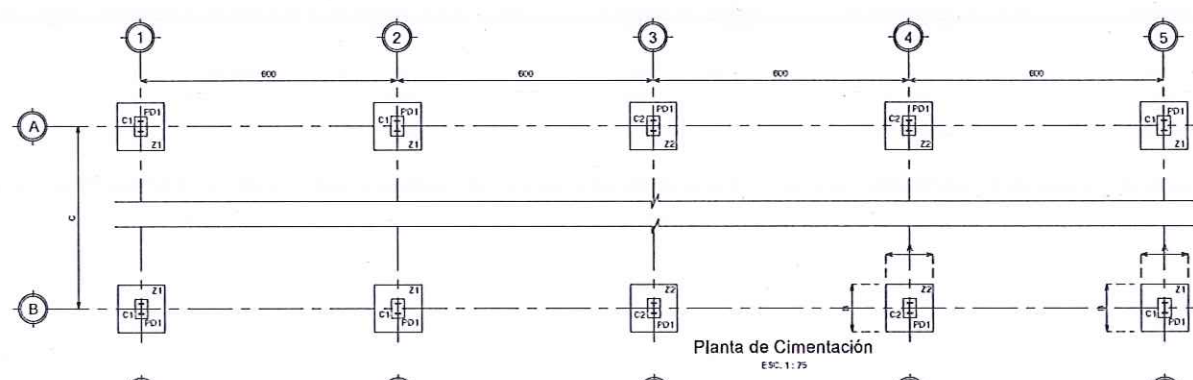 1 2 3 4 5
600 600 600 600
A
C1 PD1 Z1
C1 PD1 Z1
C2 PD1 Z2
C2 PD1 Z2
C1 PD1 Z1
C
A A
B
Z1 C1 PD1
Z1 C1 PD1
Z2 C2 PD1
B Z2 C2 PD1
B Z1 C1 PD1
Planta de Cimentación
ESC. 1:75